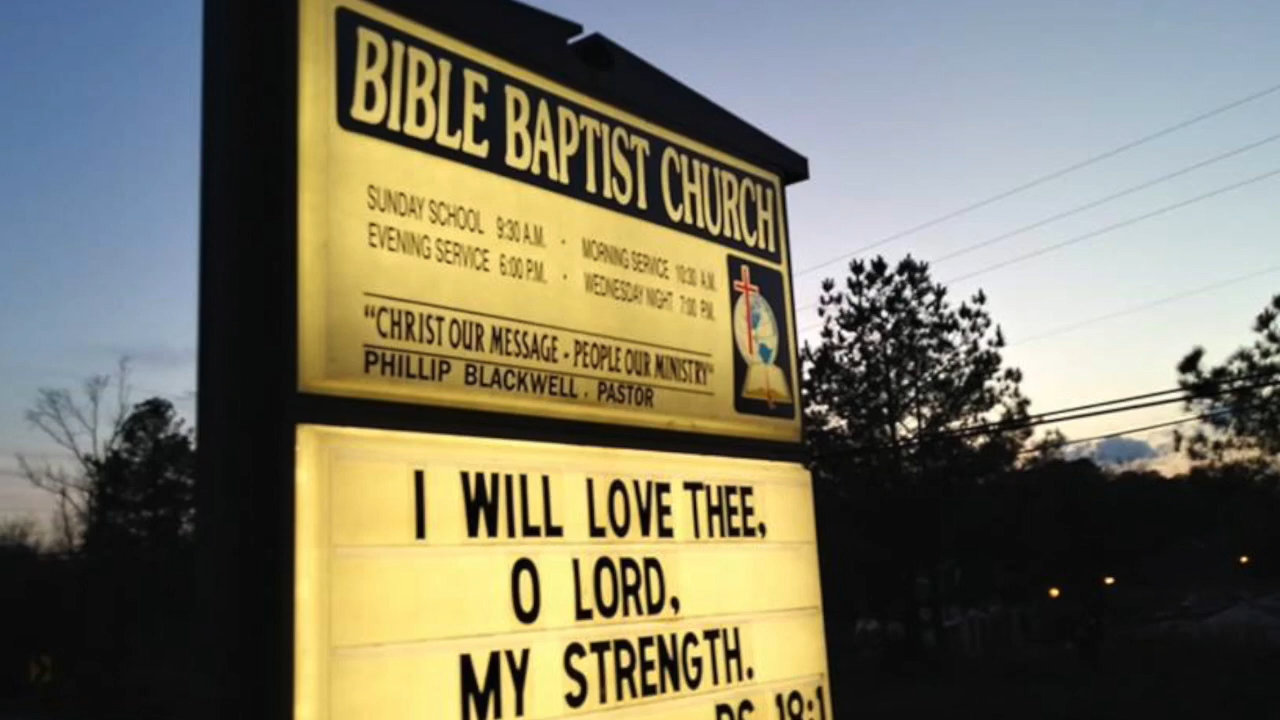 BIBLE BAPTIST CHURCH
SUNDAY SCHOOL 9:30 A.M. · MORNING SERVICE 10:30 A.M.
EVENING SERVICE 6:00 P.M. · WEDNESDAY NIGHT 7:00 P.M.
"CHRIST OUR MESSAGE - PEOPLE OUR MINISTRY"
PHILLIP BLACKWELL . PASTOR
I WILL LOVE THEE,
O LORD,
MY STRENGTH.
PS. 18:1